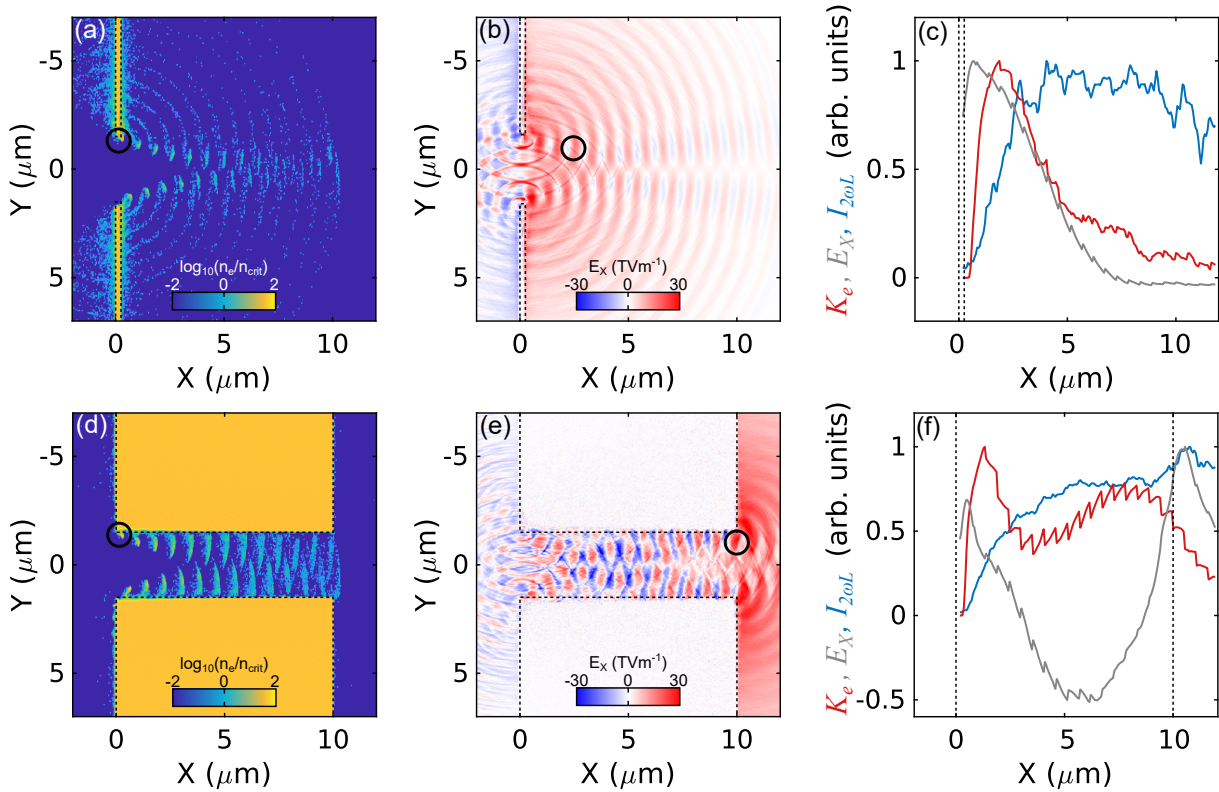 (a)
-5
0
5
Y (μm)
log10(ne/ncrit)
-2 0 2
0 5 10
X (μm)
(b)
-5
0
5
Y (μm)
EX (TVm-1)
-30 0 30
0 5 10
X (μm)
(c)
1
0.5
0
Ke, EX, I2ωL (arb. units)
0 5 10
X (μm)
(d)
-5
0
5
Y (μm)
log10(ne/ncrit)
-2 0 2
0 5 10
X (μm)
(e)
-5
0
5
Y (μm)
EX (TVm-1)
-30 0 30
0 5 10
X (μm)
(f)
1
0.5
0
-0.5
Ke, EX, I2ωL (arb. units)
0 5 10
X (μm)